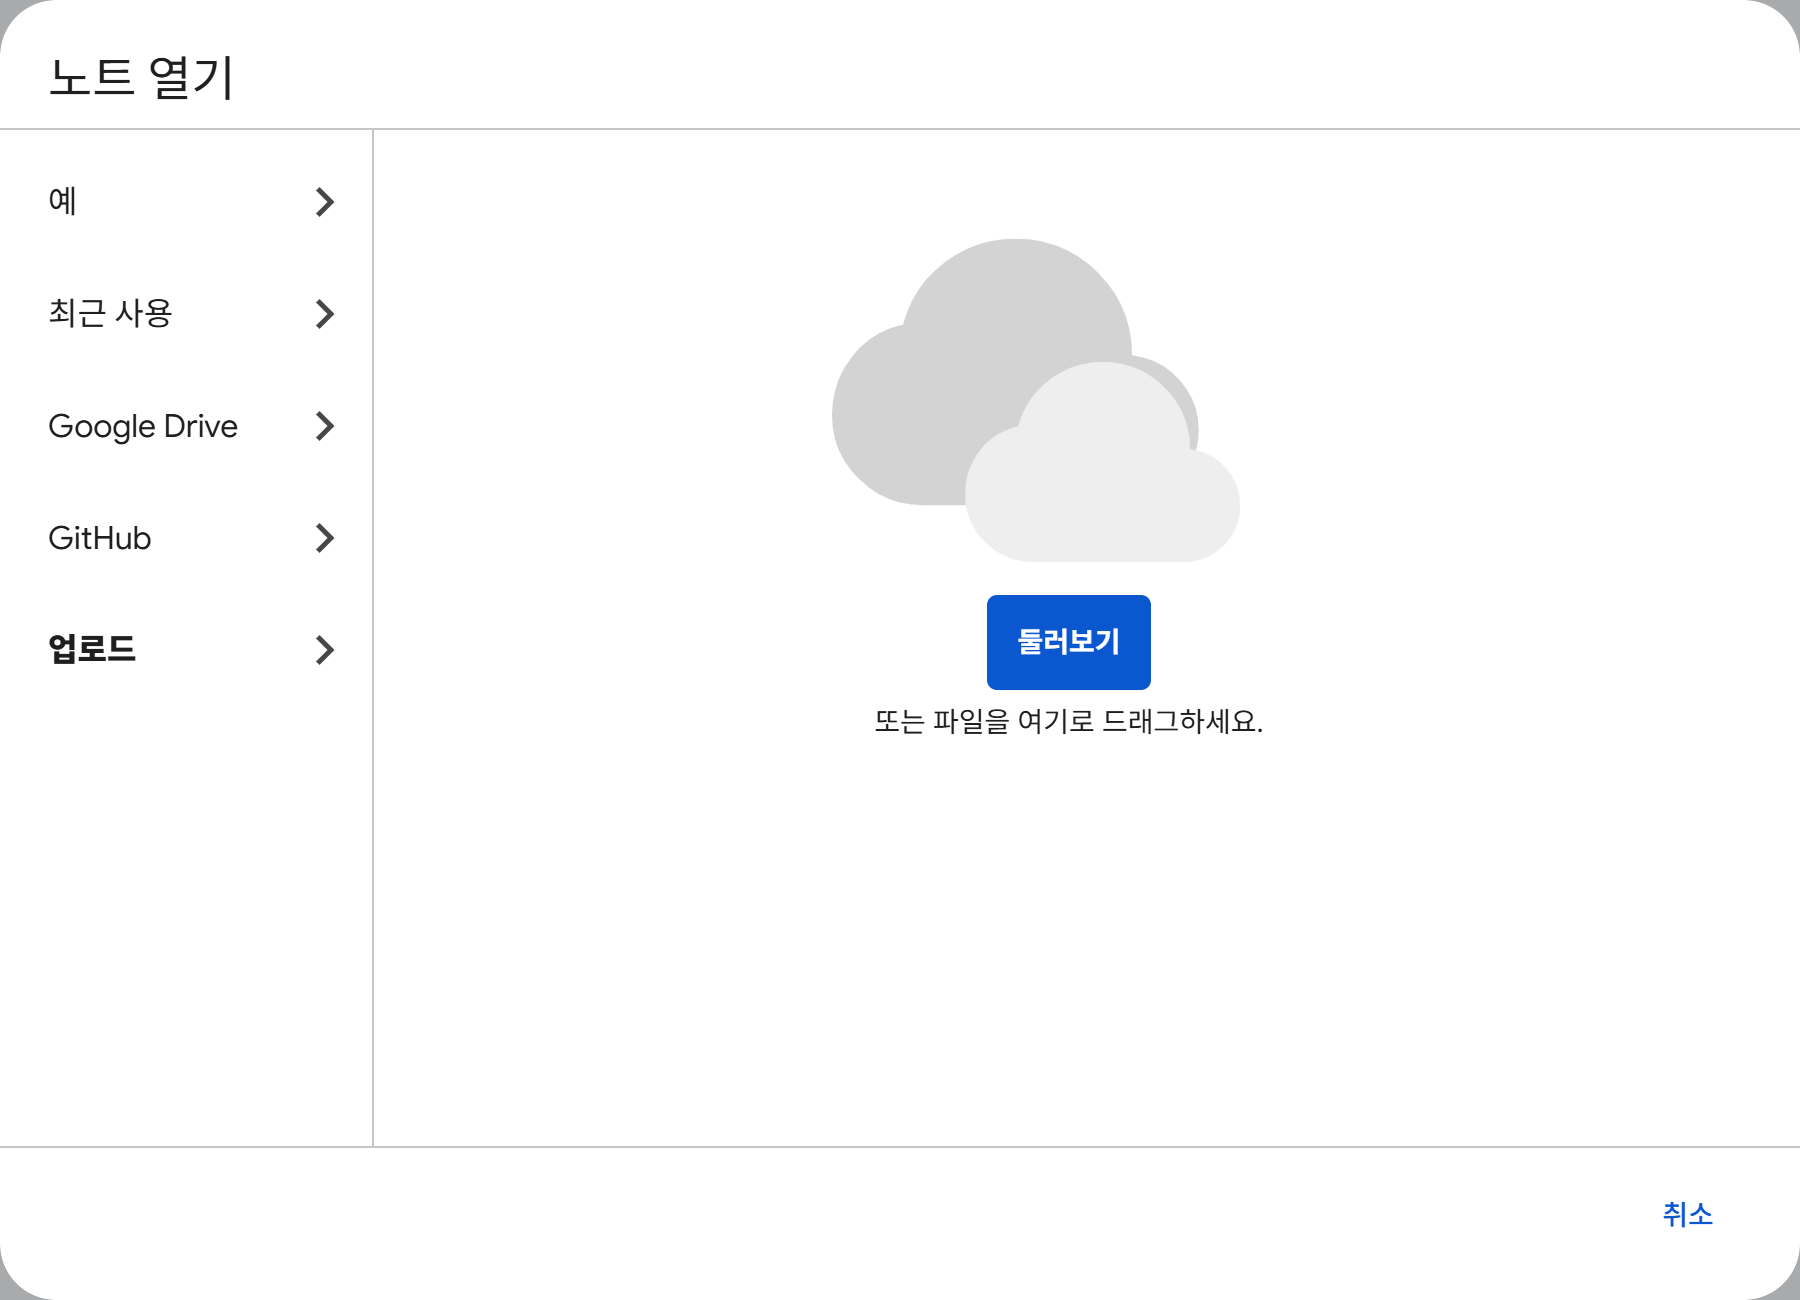 노트 열기
예
최근 사용
Google Drive
GitHub
업로드
둘러보기
또는 파일을 여기로 드래그하세요.
취소